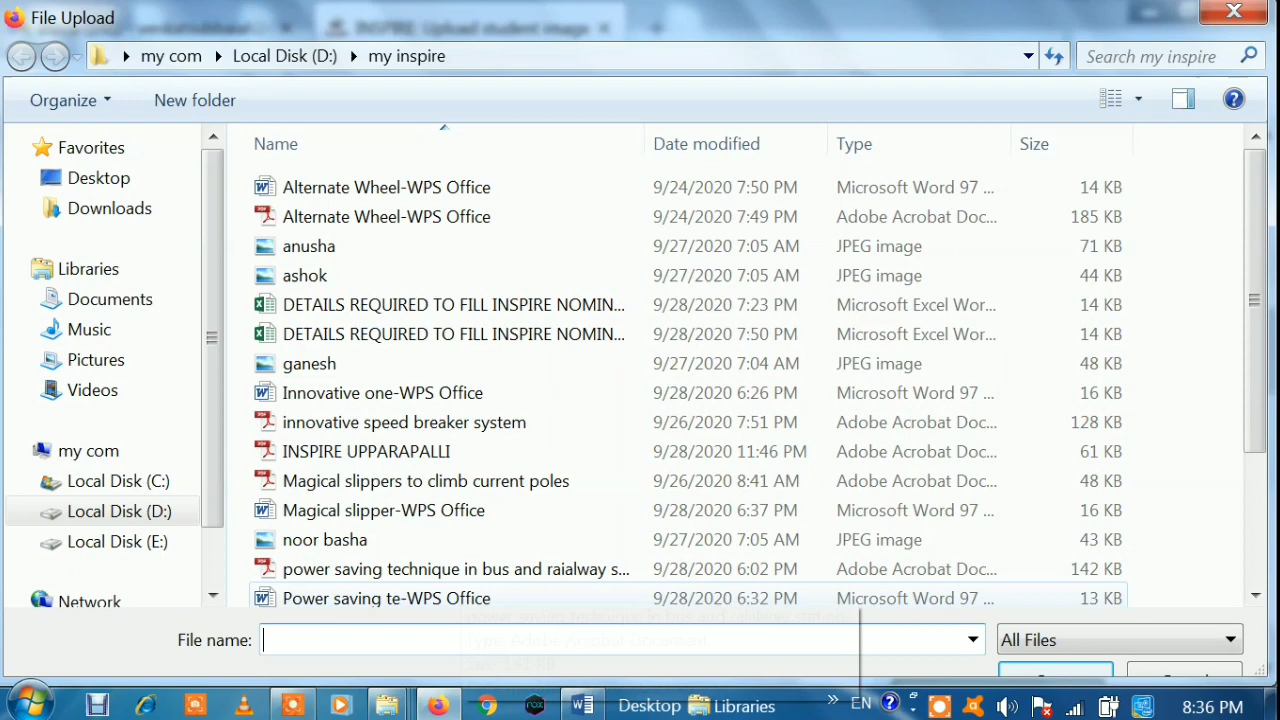 File Upload
INSPIRE: Upload student image
my com Local Disk (D:) my inspire Search my inspire
Organize New folder
Name Date modified Type Size
Favorites
Desktop
Downloads
Libraries
Documents
Music
Pictures
Videos
my com
Local Disk (C:)
Local Disk (D:)
Local Disk (E:)
Network
Alternate Wheel-WPS Office 9/24/2020 7:50 PM Microsoft Word 97 ... 14 KB
Alternate Wheel-WPS Office 9/24/2020 7:49 PM Adobe Acrobat Doc... 185 KB
anusha 9/27/2020 7:05 AM JPEG image 71 KB
ashok 9/27/2020 7:05 AM JPEG image 44 KB
DETAILS REQUIRED TO FILL INSPIRE NOMIN... 9/28/2020 7:23 PM Microsoft Excel Wor... 14 KB
DETAILS REQUIRED TO FILL INSPIRE NOMIN... 9/28/2020 7:50 PM Microsoft Excel Wor... 14 KB
ganesh 9/27/2020 7:04 AM JPEG image 48 KB
Innovative one-WPS Office 9/28/2020 6:26 PM Microsoft Word 97 ... 16 KB
innovative speed breaker system 9/26/2020 7:51 PM Adobe Acrobat Doc... 128 KB
INSPIRE UPPARAPALLI 9/28/2020 11:46 PM Adobe Acrobat Doc... 61 KB
Magical slippers to climb current poles 9/26/2020 8:41 AM Adobe Acrobat Doc... 48 KB
Magical slipper-WPS Office 9/28/2020 6:37 PM Microsoft Word 97 ... 16 KB
noor basha 9/27/2020 7:05 AM JPEG image 43 KB
power saving technique in bus and raialway s... 9/28/2020 6:02 PM Adobe Acrobat Doc... 142 KB
Power saving te-WPS Office 9/28/2020 6:32 PM Microsoft Word 97 ... 13 KB
File name: All Files
Type: Adobe Acrobat Document
Desktop Libraries » EN 8:36 PM